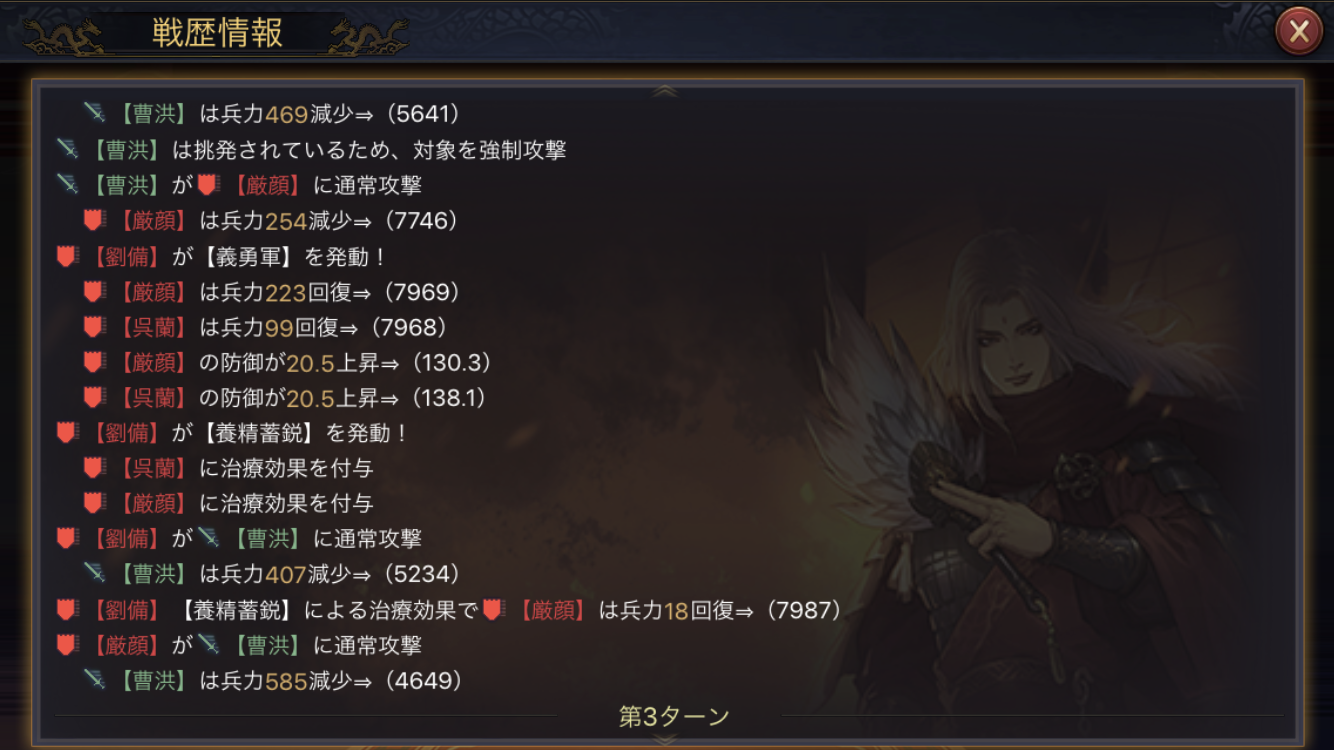 戦歴情報
【曹洪】は兵力469減少⇒（5641）
【曹洪】は挑発されているため、対象を強制攻撃
【曹洪】が【厳顔】に通常攻撃
【厳顔】は兵力254減少⇒（7746）
【劉備】が【義勇軍】を発動！
【厳顔】は兵力223回復⇒（7969）
【呉蘭】は兵力99回復⇒（7968）
【厳顔】の防御が20.5上昇⇒（130.3）
【呉蘭】の防御が20.5上昇⇒（138.1）
【劉備】が【養精蓄鋭】を発動！
【呉蘭】に治療効果を付与
【厳顔】に治療効果を付与
【劉備】が【曹洪】に通常攻撃
【曹洪】は兵力407減少⇒（5234）
【劉備】【養精蓄鋭】による治療効果で【厳顔】は兵力18回復⇒（7987）
【厳顔】が【曹洪】に通常攻撃
【曹洪】は兵力585減少⇒（4649）
第3ターン